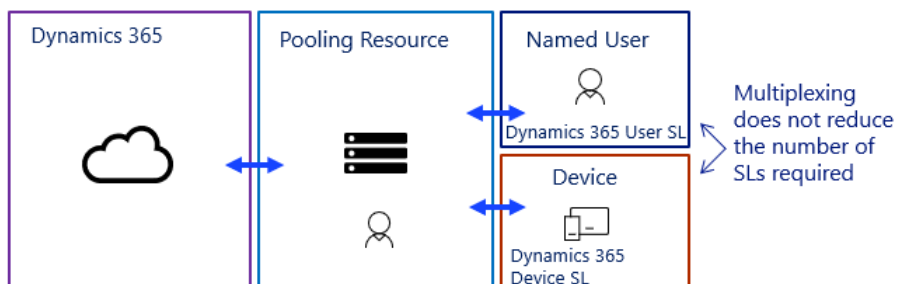 Dynamics 365
Pooling Resource
Named User
Dynamics 365 User SL
Device
Dynamics 365
Device SL
Multiplexing
does not reduce
the number of
SLs required